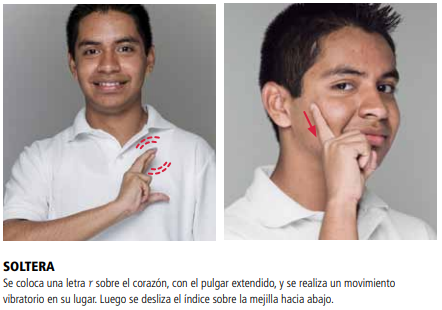 SOLTERA
Se coloca una letra r sobre el corazón, con el pulgar extendido, y se realiza un movimiento
vibratorio en su lugar. Luego se desliza el índice sobre la mejilla hacia abajo.